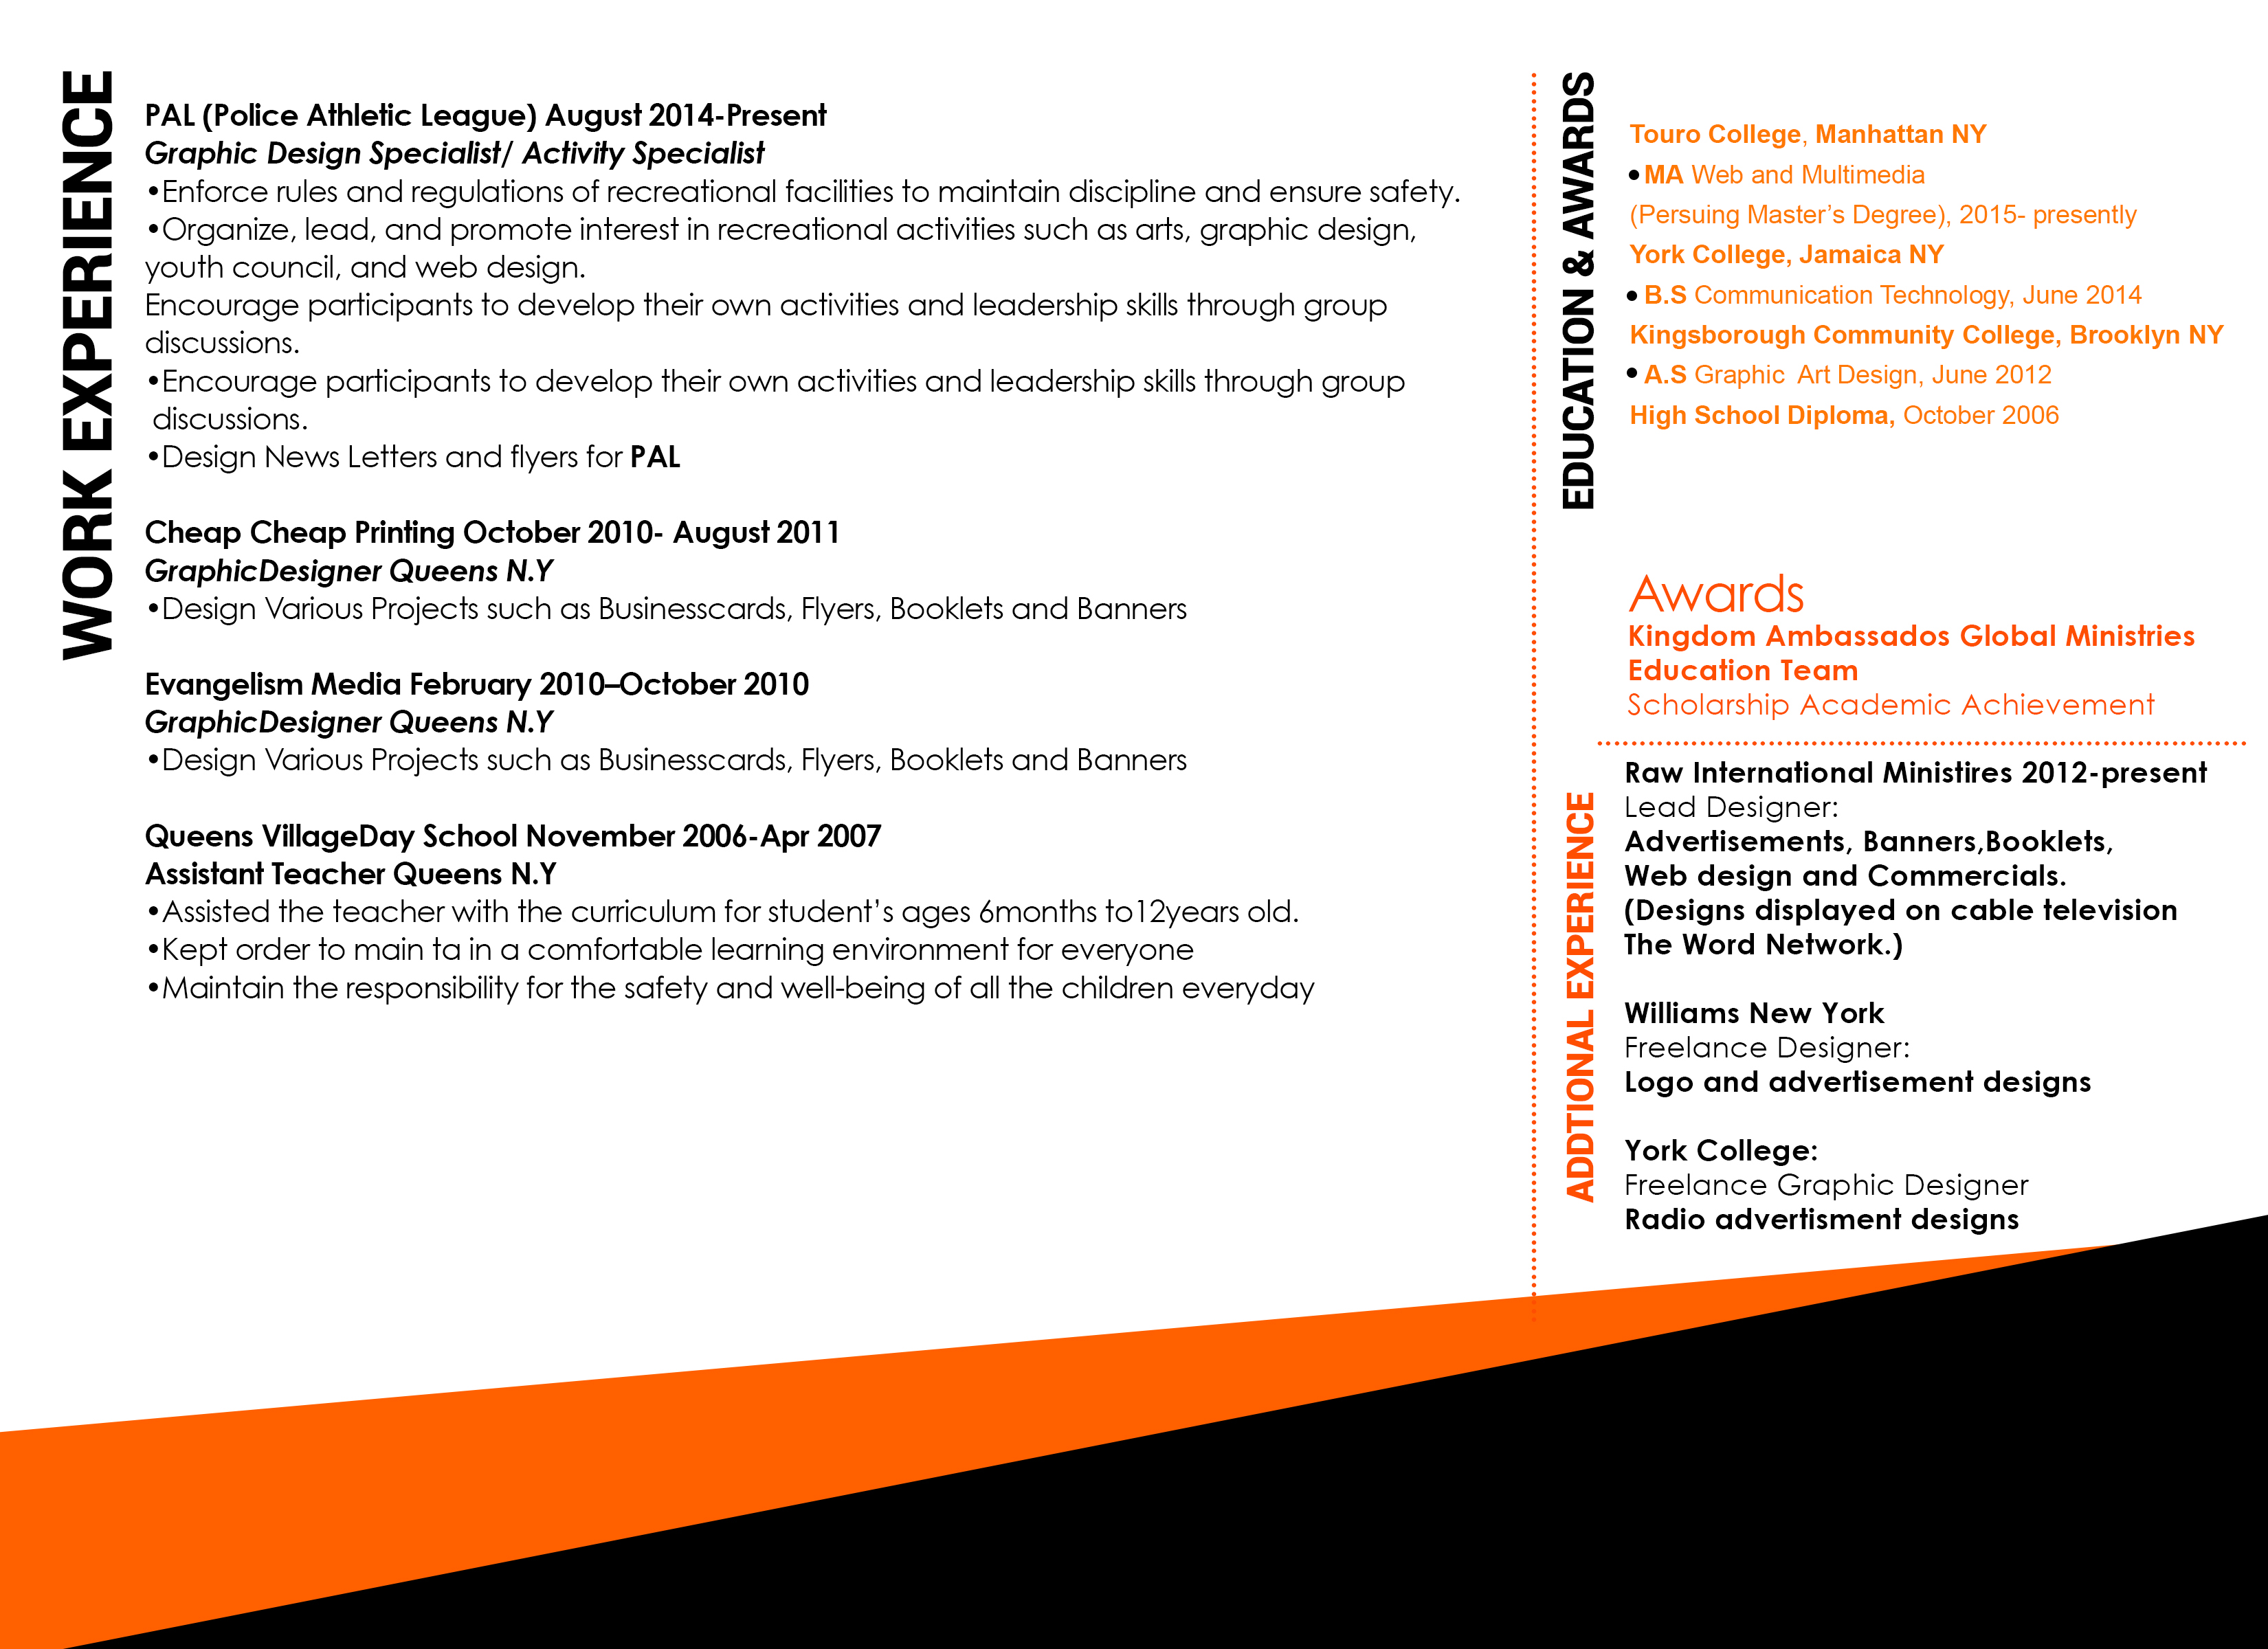 WORK EXPERIENCE
PAL (Police Athletic League) August 2014-Present
Graphic Design Specialist/ Activity Specialist
•Enforce rules and regulations of recreational facilities to maintain discipline and ensure safety.
•Organize, lead, and promote interest in recreational activities such as arts, graphic design,
youth council, and web design.
Encourage participants to develop their own activities and leadership skills through group
discussions.
•Encourage participants to develop their own activities and leadership skills through group
discussions.
•Design News Letters and flyers for PAL
Cheap Cheap Printing October 2010- August 2011
GraphicDesigner Queens N.Y
•Design Various Projects such as Businesscards, Flyers, Booklets and Banners
Evangelism Media February 2010–October 2010
GraphicDesigner Queens N.Y
•Design Various Projects such as Businesscards, Flyers, Booklets and Banners
Queens VillageDay School November 2006-Apr 2007
Assistant Teacher Queens N.Y
•Assisted the teacher with the curriculum for student’s ages 6months to12years old.
•Kept order to main ta in a comfortable learning environment for everyone
•Maintain the responsibility for the safety and well-being of all the children everyday
EDUCATION & AWARDS
Touro College, Manhattan NY
•MA Web and Multimedia
(Persuing Master’s Degree), 2015- presently
York College, Jamaica NY
•B.S Communication Technology, June 2014
Kingsborough Community College, Brooklyn NY
•A.S Graphic Art Design, June 2012
High School Diploma, October 2006
Awards
Kingdom Ambassados Global Ministries
Education Team
Scholarship Academic Achievement
ADDTIONAL EXPERIENCE
Raw International Ministires 2012-present
Lead Designer:
Advertisements, Banners,Booklets,
Web design and Commercials.
(Designs displayed on cable television
The Word Network.)
Williams New York
Freelance Designer:
Logo and advertisement designs
York College:
Freelance Graphic Designer
Radio advertisment designs